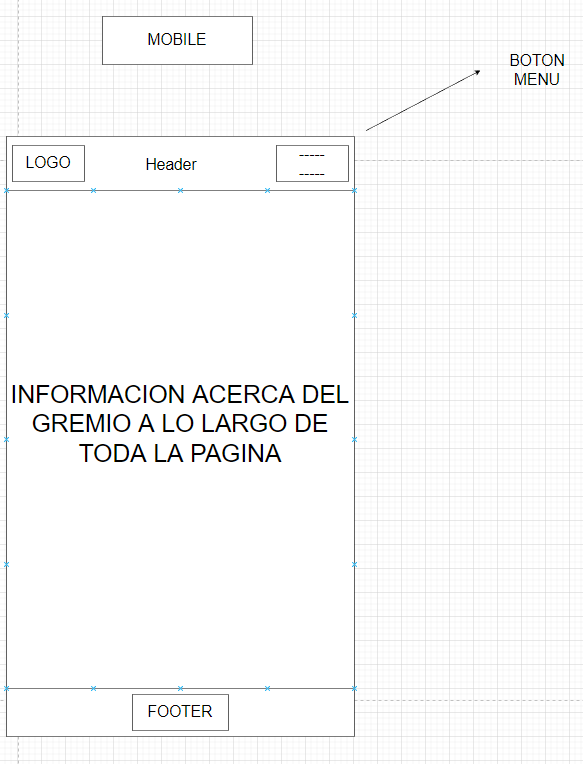 MOBILE
BOTON
MENU
LOGO
Header
-----
-----
INFORMACION ACERCA DEL
GREMIO A LO LARGO DE
TODA LA PAGINA
FOOTER